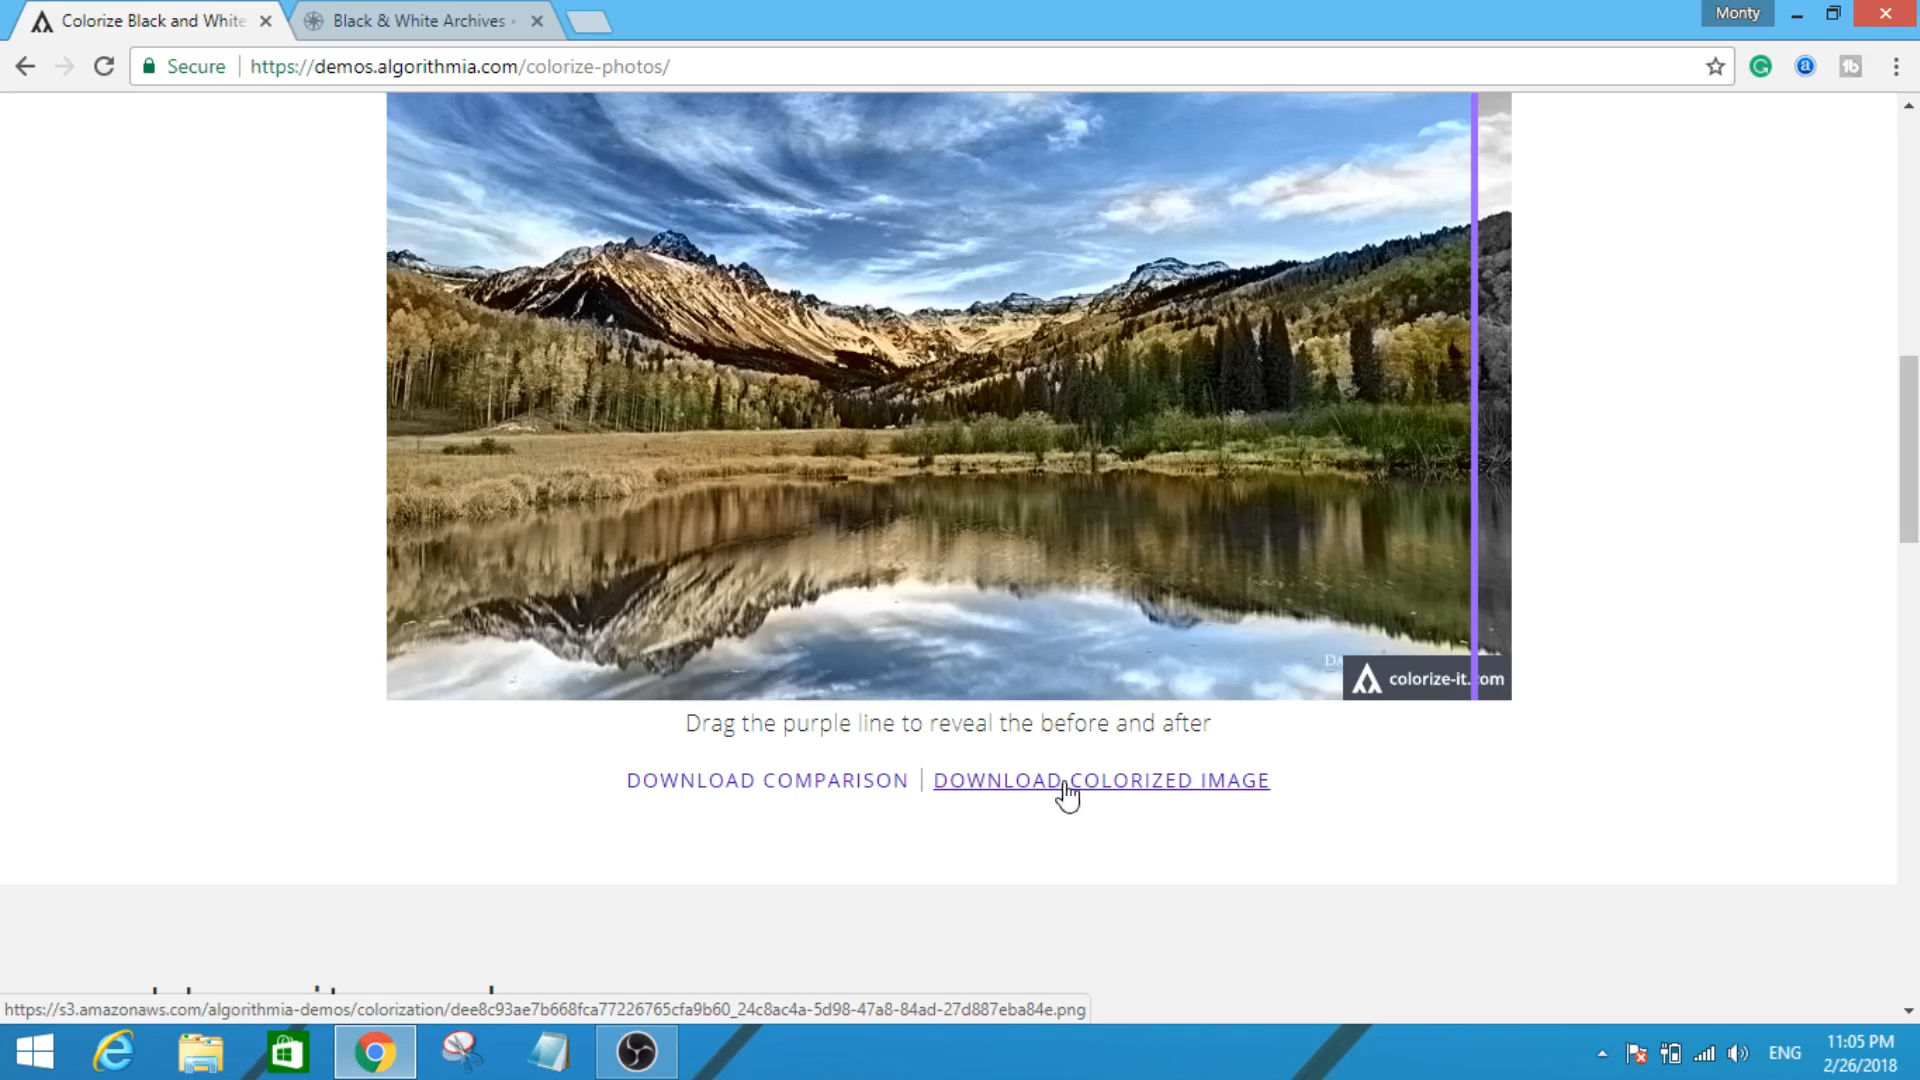 Colorize Black and White
Black & White Archives
Monty
Secure
https://demos.algorithmia.com/colorize-photos/
colorize-it.com
Drag the purple line to reveal the before and after
DOWNLOAD COMPARISON | DOWNLOAD COLORIZED IMAGE
https://s3.amazonaws.com/algorithmia-demos/colorization/dee8c93ae7b668fca77226765cfa9b60_24c8ac4a-5d98-47a8-84ad-27d887eba84e.png
ENG
11:05 PM
2/26/2018